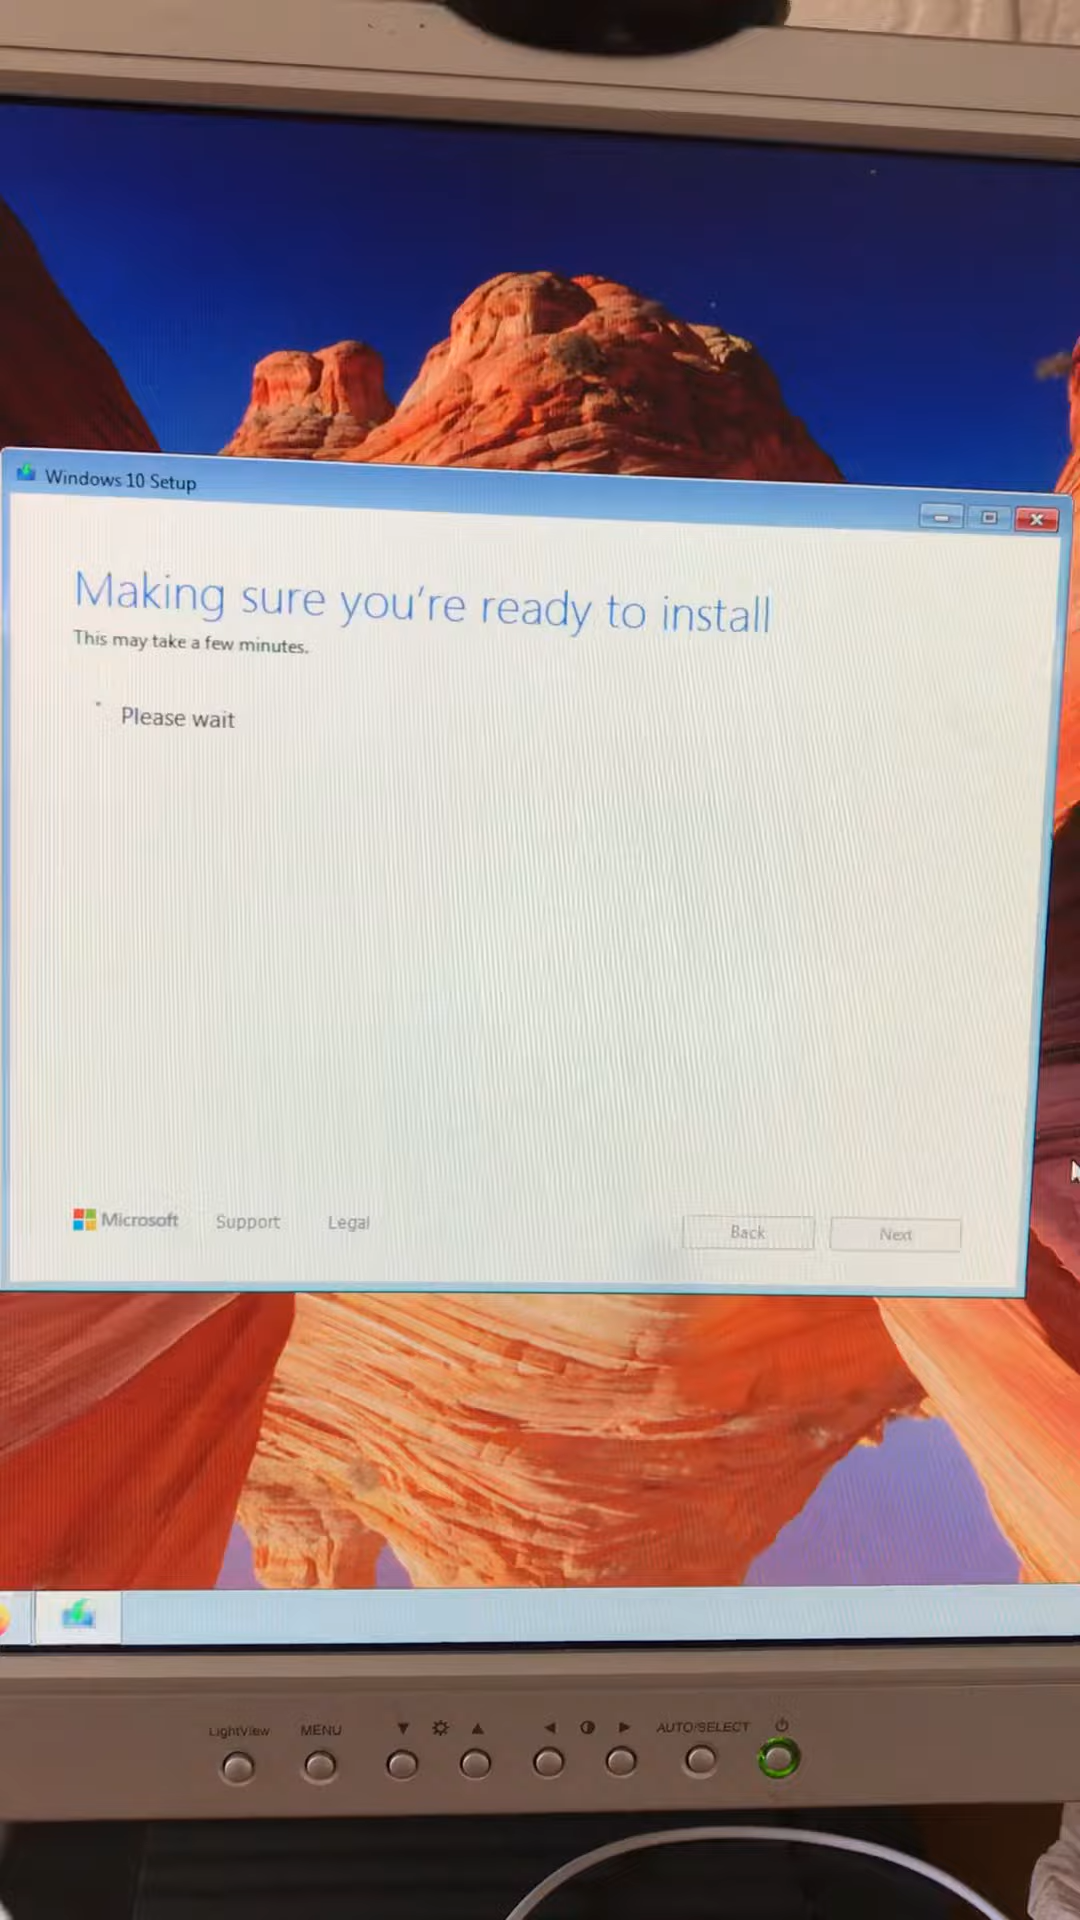 Windows 10 Setup
Making sure you're ready to install
This may take a few minutes.
Please wait
Microsoft Support Legal
Back Next
LightView MENU AUTO/SELECT